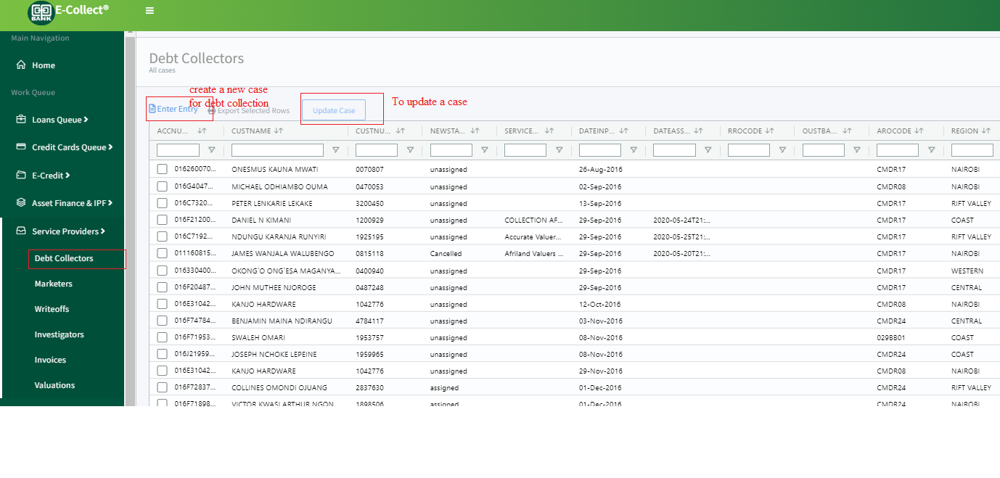 CO-OP BANK E-Collect®
Main Navigation
Home
Work Queue
Loans Queue
Credit Cards Queue
E-Credit
Asset Finance & IPF
Service Providers
Debt Collectors
Marketers
Writeoffs
Investigators
Invoices
Valuations
Debt Collectors
All cases
create a new case
for debt collection
Enter Entry
Export Selected Rows
Update Case
To update a case
ACCNU... CUSTNAME CUSTNU... NEWSTA... SERVICE... DATEINP... DATEASS... RROCODE OUSTBA... AROCODE REGION
016260070... ONESMUS KAUNA MWATI 0070807 unassigned 26-Aug-2016 CMDR17 NAIROBI
016G4047... MICHAEL ODHIAMBO OUMA 0470053 unassigned 02-Sep-2016 CMDR08 NAIROBI
016C7320... PETER LENKARIE LEKAKE 3200450 unassigned 13-Sep-2016 CMDR17 RIFT VALLEY
016F21200... DANIEL N KIMANI 1200929 unassigned COLLECTION AF... 29-Sep-2016 2020-05-24T21:... CMDR17 COAST
016C7192... NDUNGU KARANJA RUNYIRI 1925195 unassigned Accurate Valuer... 29-Sep-2016 2020-05-25T21:... CMDR17 RIFT VALLEY
011160815... JAMES WANJALA WALUBENGO 0815118 Cancelled Afriland Valuers ... 29-Sep-2016 2020-05-20T21:... CMDR17 NAIROBI
016330400... OKONG`O ONG`ESA MAGANYA... 0400940 unassigned 29-Sep-2016 CMDR17 WESTERN
016F20487... JOHN MUTHEE NJOROGE 0487248 unassigned 29-Sep-2016 CMDR17 CENTRAL
016E31042... KANJO HARDWARE 1042776 unassigned 12-Oct-2016 CMDR08 NAIROBI
016F74784... BENJAMIN MAINA NDIRANGU 4784117 unassigned 03-Nov-2016 CMDR24 CENTRAL
016F71953... SWALEH OMARI 1953757 unassigned 08-Nov-2016 029BB01 COAST
016J21959... JOSEPH NCHOKE LEPEINE 1959965 unassigned 08-Nov-2016 CMDR24 COAST
016E31042... KANJO HARDWARE 1042776 unassigned 29-Nov-2016 CMDR08 NAIROBI
016F72837... COLLINES OMONDI OJUANG 2837630 assigned 01-Dec-2016 CMDR24 RIFT VALLEY
016F71898... VICTOR KWASI ARTHUR NGON 1898506 assigned 01-Dec-2016 CMDR24 NAIROBI